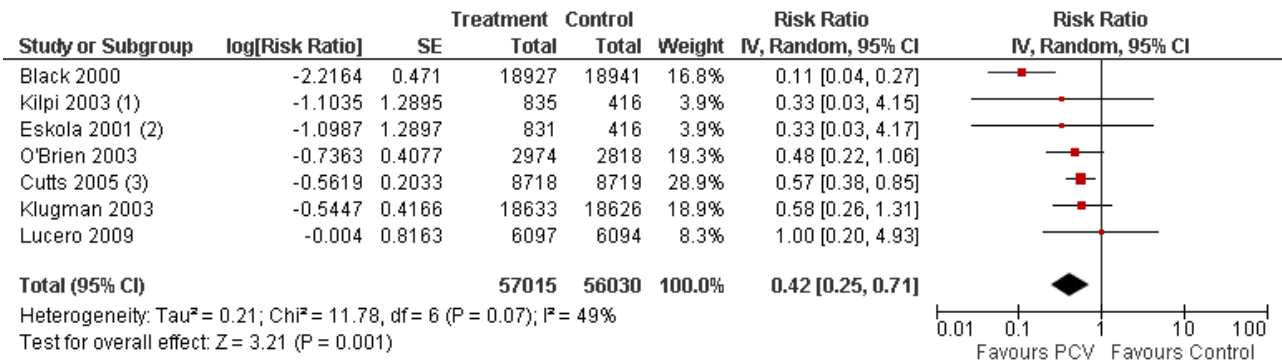 Treatment Control Risk Ratio Risk Ratio
Study or Subgroup log[Risk Ratio] SE Total Total Weight IV, Random, 95% CI IV, Random, 95% CI
Black 2000 -2.2164 0.471 18927 18941 16.8% 0.11 [0.04, 0.27]
Kilpi 2003 (1) -1.1035 1.2895 835 416 3.9% 0.33 [0.03, 4.15]
Eskola 2001 (2) -1.0987 1.2897 831 416 3.9% 0.33 [0.03, 4.17]
O'Brien 2003 -0.7363 0.4077 2974 2818 19.3% 0.48 [0.22, 1.06]
Cutts 2005 (3) -0.5619 0.2033 8718 8719 28.9% 0.57 [0.38, 0.85]
Klugman 2003 -0.5447 0.4166 18633 18626 18.9% 0.58 [0.26, 1.31]
Lucero 2009 -0.004 0.8163 6097 6094 8.3% 1.00 [0.20, 4.93]
Total (95% CI) 57015 56030 100.0% 0.42 [0.25, 0.71]
Heterogeneity: Tau² = 0.21; Chi² = 11.78, df = 6 (P = 0.07); I² = 49%
Test for overall effect: Z = 3.21 (P = 0.001)
0.01 0.1 1 10 100
Favours PCV Favours Control